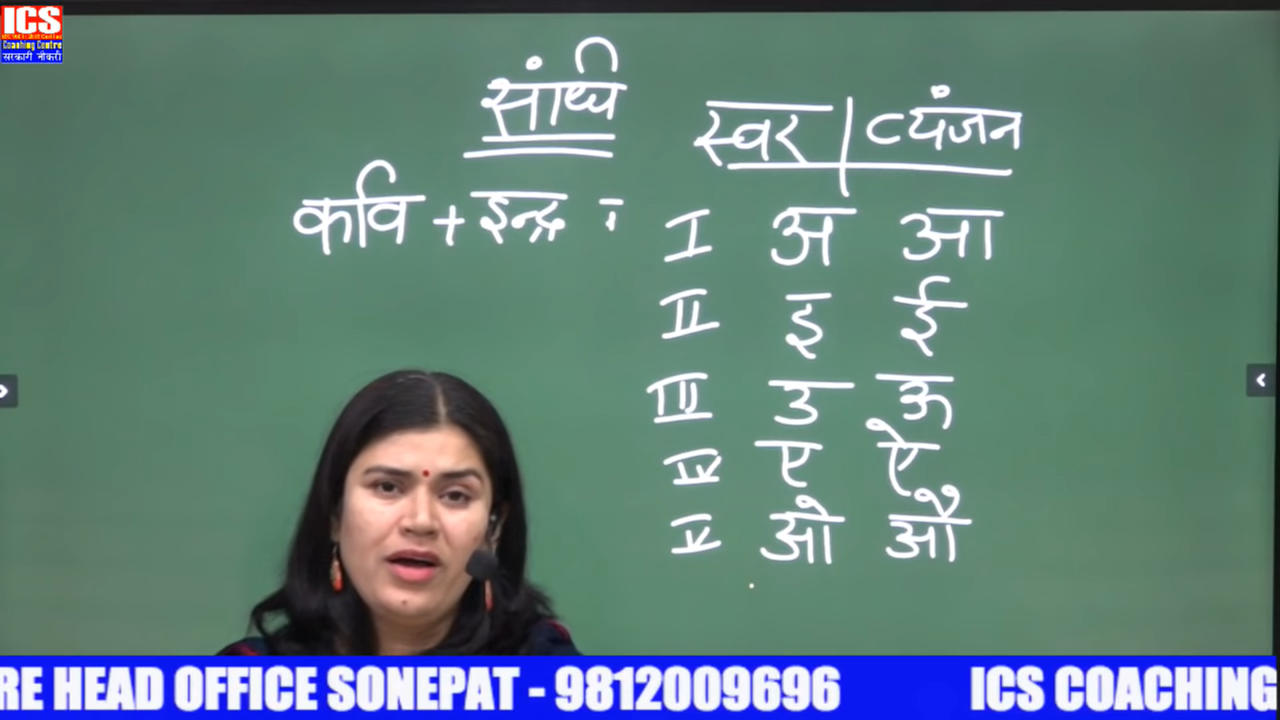 ICS
Coaching Centre
सरकारी नौकरी
संधि
स्वर | व्यंजन
कवि + इन्द्र =
I अ आ
II इ ई
III उ ऊ
IV ए ऐ
V ओ औ
RE HEAD OFFICE SONEPAT - 9812009696 ICS COACHING